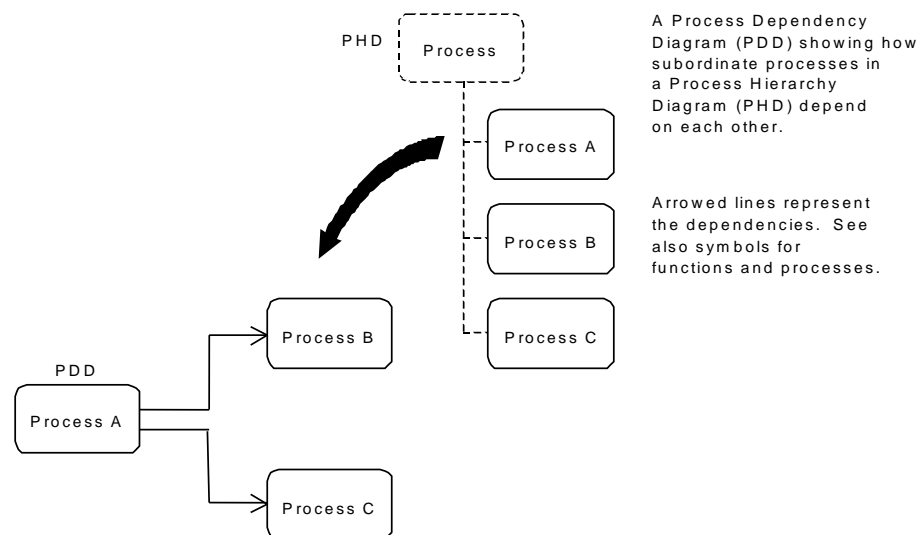 PHD
Process
A Process Dependency
Diagram (PDD) showing how
subordinate processes in
a Process Hierarchy
Diagram (PHD) depend
on each other.
Process A
Arrowed lines represent
the dependencies. See
also symbols for
functions and processes.
Process B
Process C
PDD
Process A
Process B
Process C